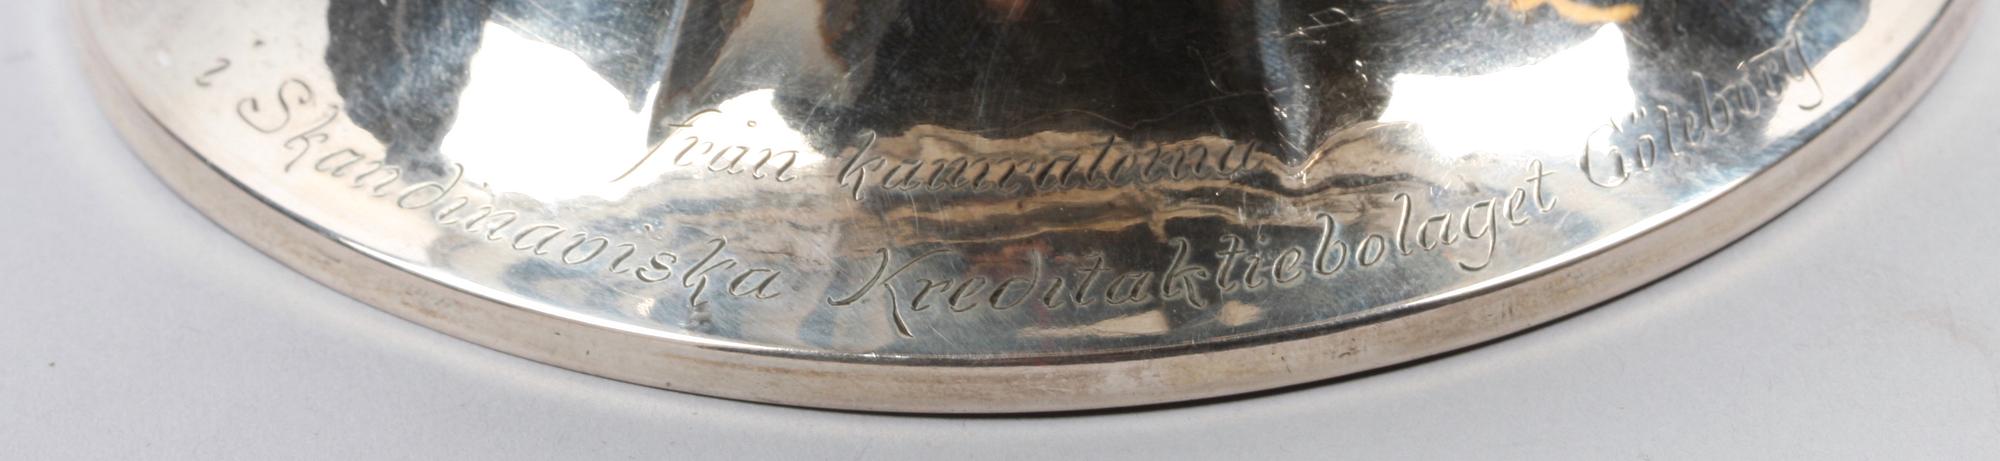 från kamraterna
i Skandinaviska Kreditaktiebolaget Göteborg